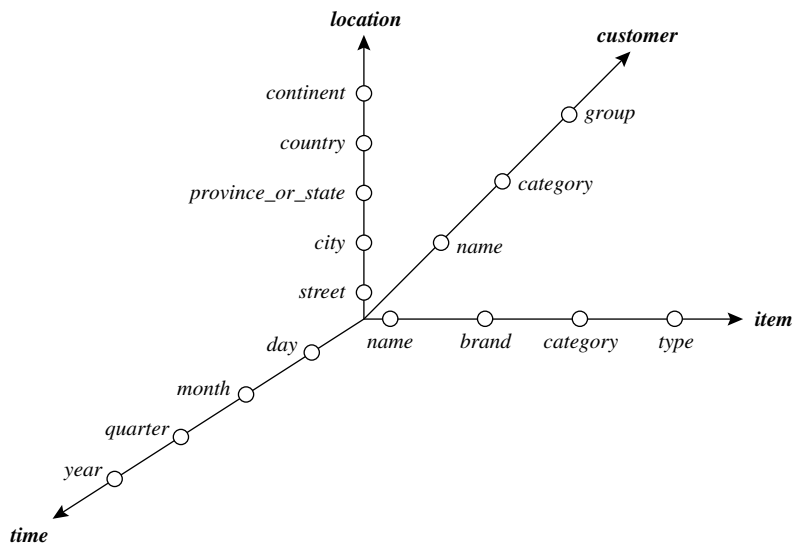 location
customer
continent
group
country
category
province_or_state
city
name
street
item
day
name
brand
category
type
month
quarter
year
time